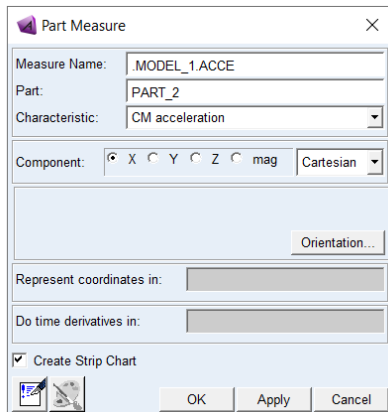 Part Measure
Measure Name: .MODEL_1.ACCE
Part: PART_2
Characteristic: CM acceleration
Component: X Y Z mag Cartesian
Orientation...
Represent coordinates in:
Do time derivatives in:
Create Strip Chart
OK Apply Cancel